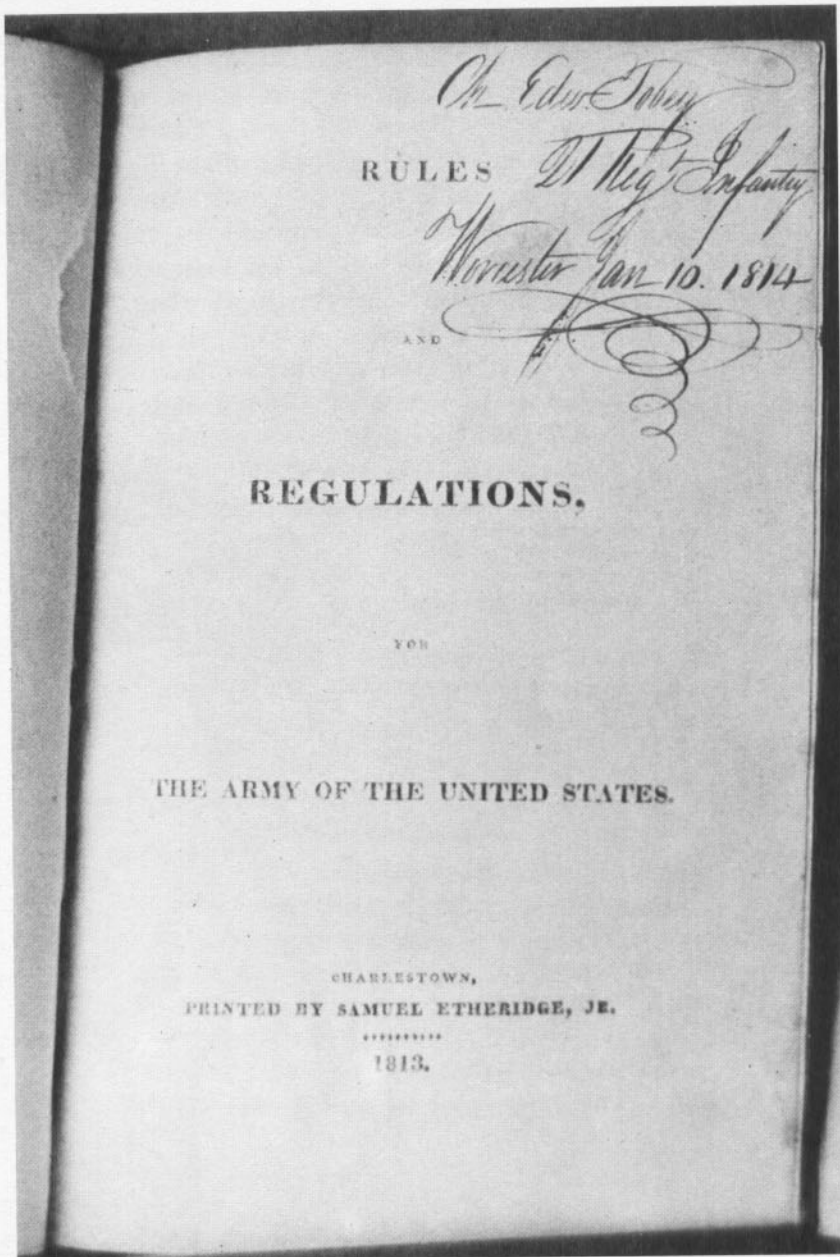 Ch Edw. Tobey
RULES 21 Regt Infantry
Worcester Jan 10. 1814
AND
REGULATIONS,
FOR
THE ARMY OF THE UNITED STATES.
CHARLESTOWN,
PRINTED BY SAMUEL ETHERIDGE, JR.
1813.